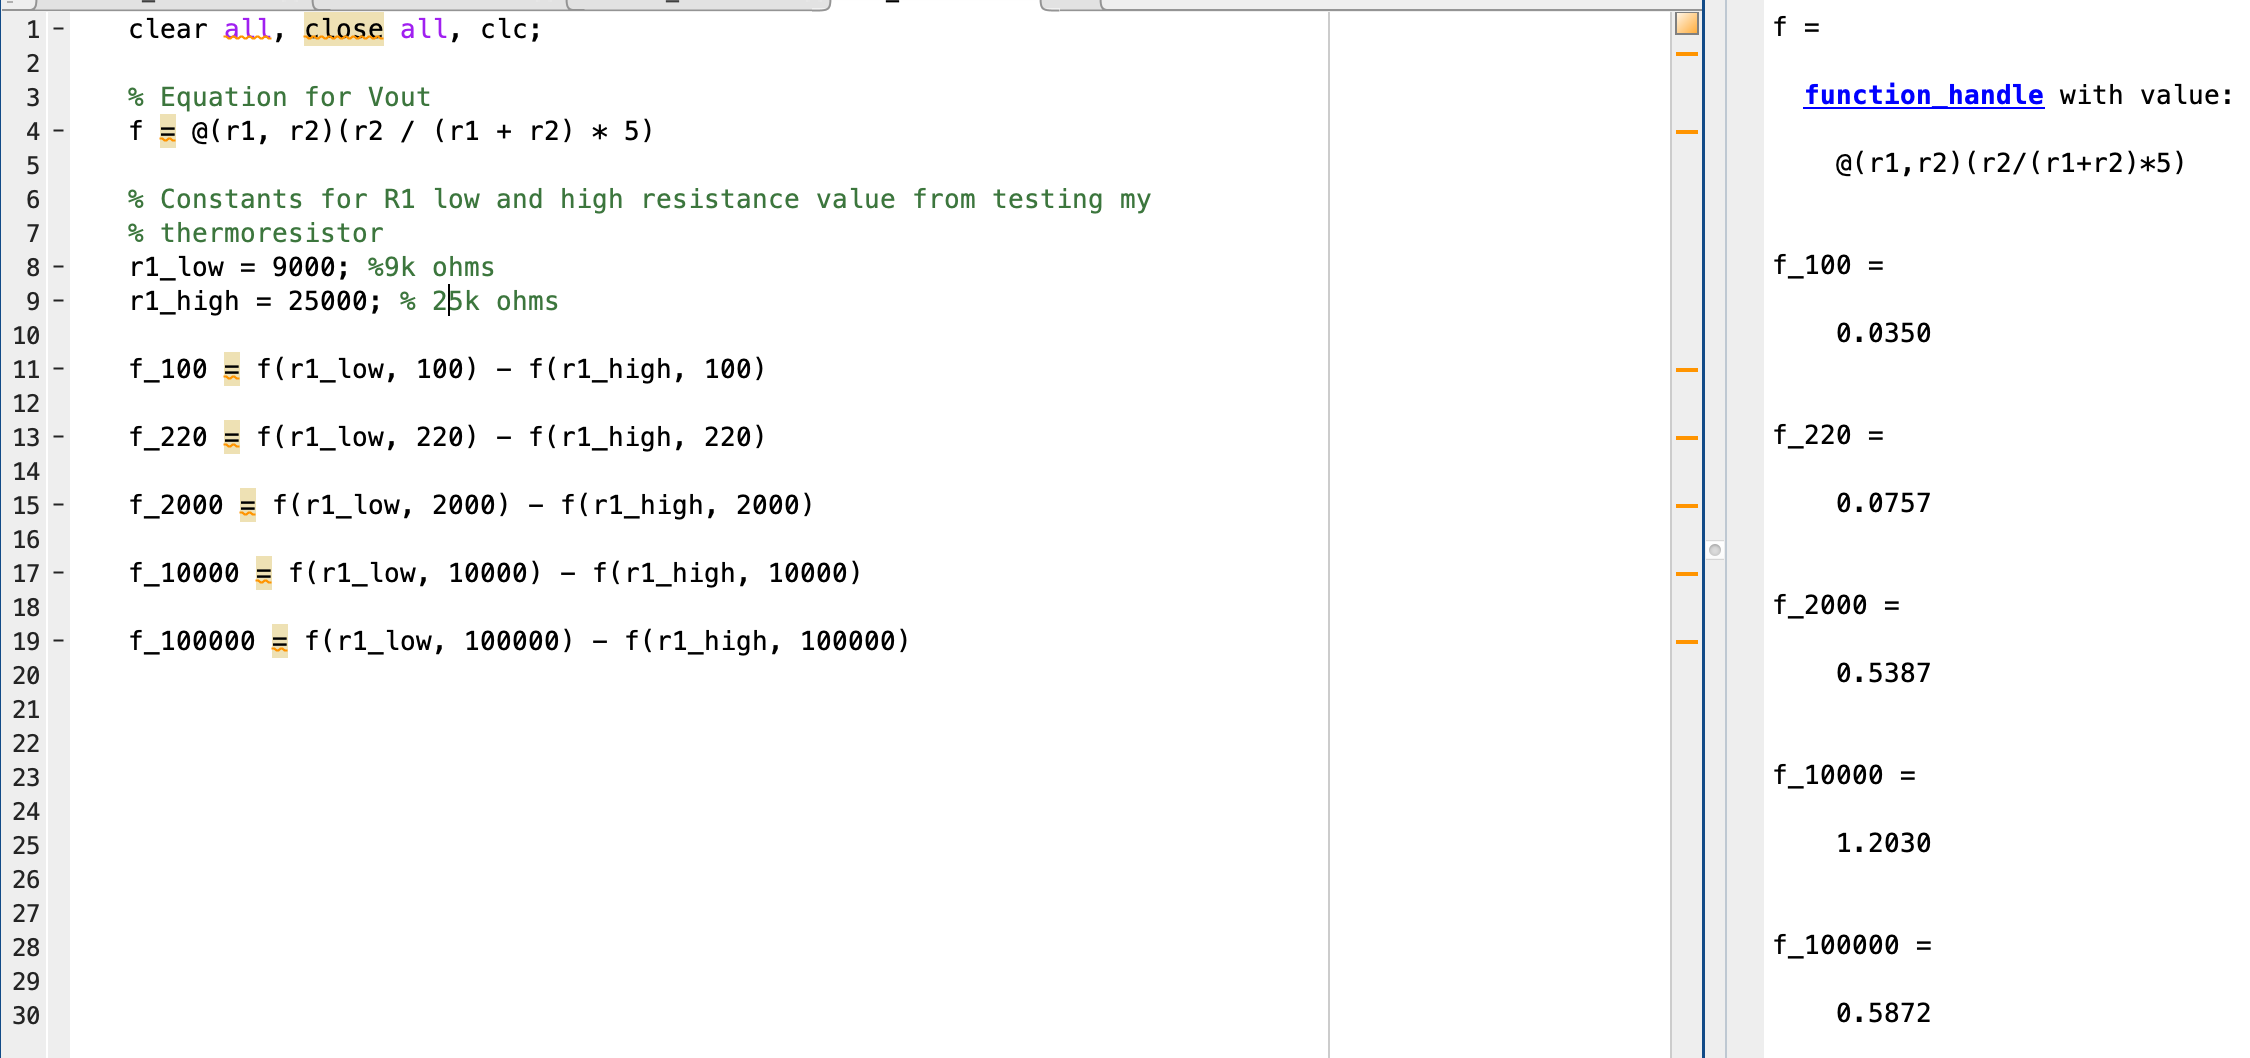 1 - clear all, close all, clc;
2
3 % Equation for Vout
4 - f = @(r1, r2)(r2 / (r1 + r2) * 5)
5
6 % Constants for R1 low and high resistance value from testing my
7 % thermoresistor
8 - r1_low = 9000; %9k ohms
9 - r1_high = 25000; % 25k ohms
10
11 - f_100 = f(r1_low, 100) - f(r1_high, 100)
12
13 - f_220 = f(r1_low, 220) - f(r1_high, 220)
14
15 - f_2000 = f(r1_low, 2000) - f(r1_high, 2000)
16
17 - f_10000 = f(r1_low, 10000) - f(r1_high, 10000)
18
19 - f_100000 = f(r1_low, 100000) - f(r1_high, 100000)
20
21
22
23
24
25
26
27
28
29
30
f =
function_handle with value:
@(r1,r2)(r2/(r1+r2)*5)
f_100 =
0.0350
f_220 =
0.0757
f_2000 =
0.5387
f_10000 =
1.2030
f_100000 =
0.5872